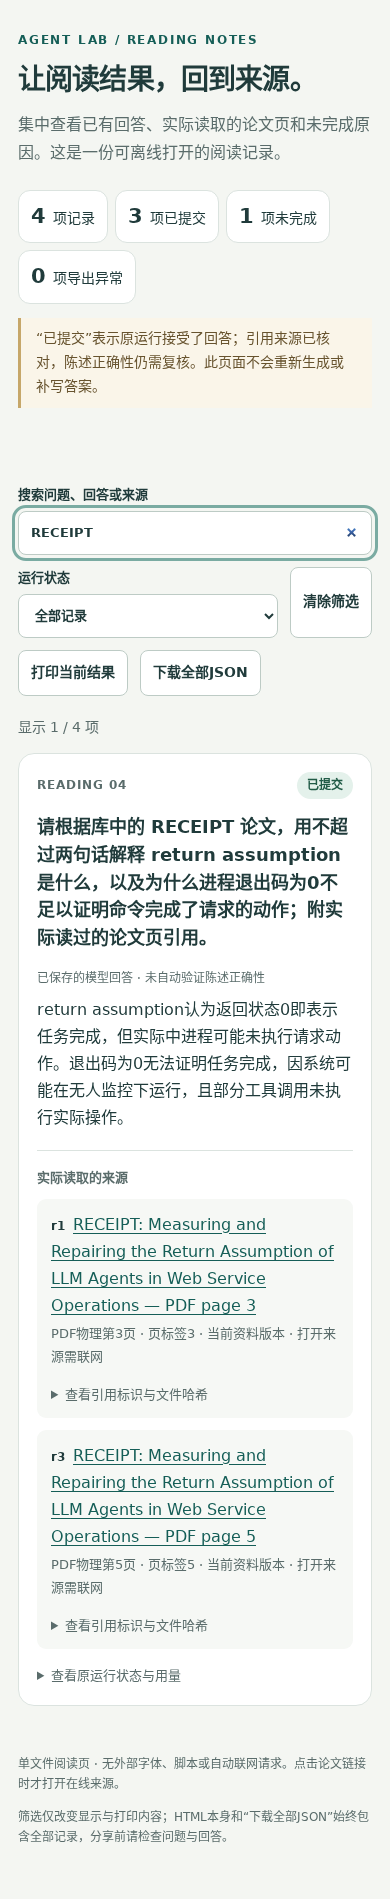 AGENT LAB / READING NOTES
让阅读结果，回到来源。
集中查看已有回答、实际读取的论文页和未完成原
因。这是一份可离线打开的阅读记录。
4 项记录
3 项已提交
1 项未完成
0 项导出异常
“已提交”表示原运行接受了回答；引用来源已核
对，陈述正确性仍需复核。此页面不会重新生成或
补写答案。
搜索问题、回答或来源
RECEIPT ×
运行状态
全部记录
清除筛选
打印当前结果
下载全部JSON
显示 1 / 4 项
READING 04
已提交
请根据库中的 RECEIPT 论文，用不超
过两句话解释 return assumption
是什么，以及为什么进程退出码为0不
足以证明命令完成了请求的动作；附实
际读过的论文页引用。
已保存的模型回答 · 未自动验证陈述正确性
return assumption认为返回状态0即表示
任务完成，但实际中进程可能未执行请求动
作。退出码为0无法证明任务完成，因系统可
能在无人监控下运行，且部分工具调用未执
行实际操作。
实际读取的来源
r1 RECEIPT: Measuring and
Repairing the Return Assumption of
LLM Agents in Web Service
Operations — PDF page 3
PDF物理第3页 · 页标签3 · 当前资料版本 · 打开来
源需联网
▶ 查看引用标识与文件哈希
r3 RECEIPT: Measuring and
Repairing the Return Assumption of
LLM Agents in Web Service
Operations — PDF page 5
PDF物理第5页 · 页标签5 · 当前资料版本 · 打开来
源需联网
▶ 查看引用标识与文件哈希
▶ 查看原运行状态与用量
单文件阅读页 · 无外部字体、脚本或自动联网请求。点击论文链接
时才打开在线来源。
筛选仅改变显示与打印内容；HTML本身和“下载全部JSON”始终包
含全部记录，分享前请检查问题与回答。